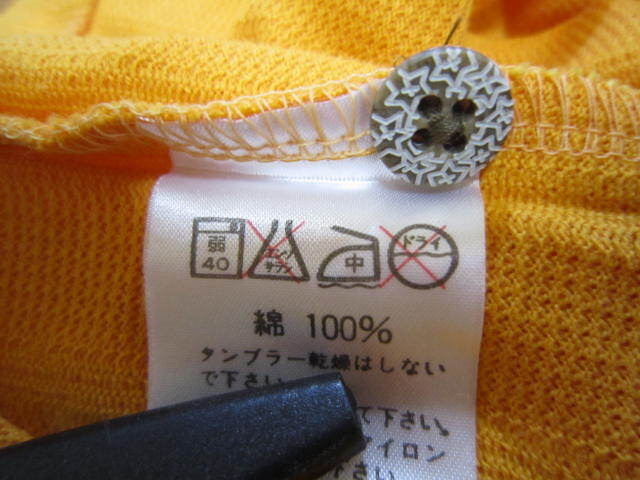 弱 40 エンソ サラシ 中 ドライ
綿 100%
タンブラー乾燥はしない
で下さい
て下さい。
アイロン